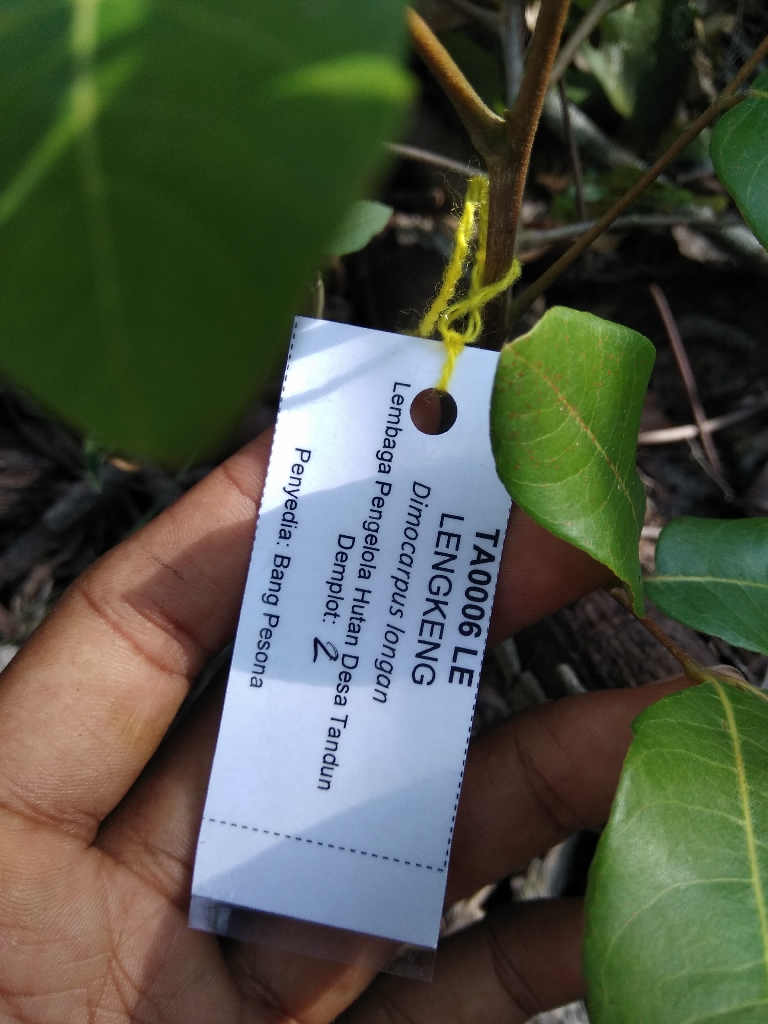 TA0006 LE
LENGKENG
Dimocarpus longan
Lembaga Pengelola Hutan Desa Tandun
Demplot: 2
Penyedia: Bang Pesona